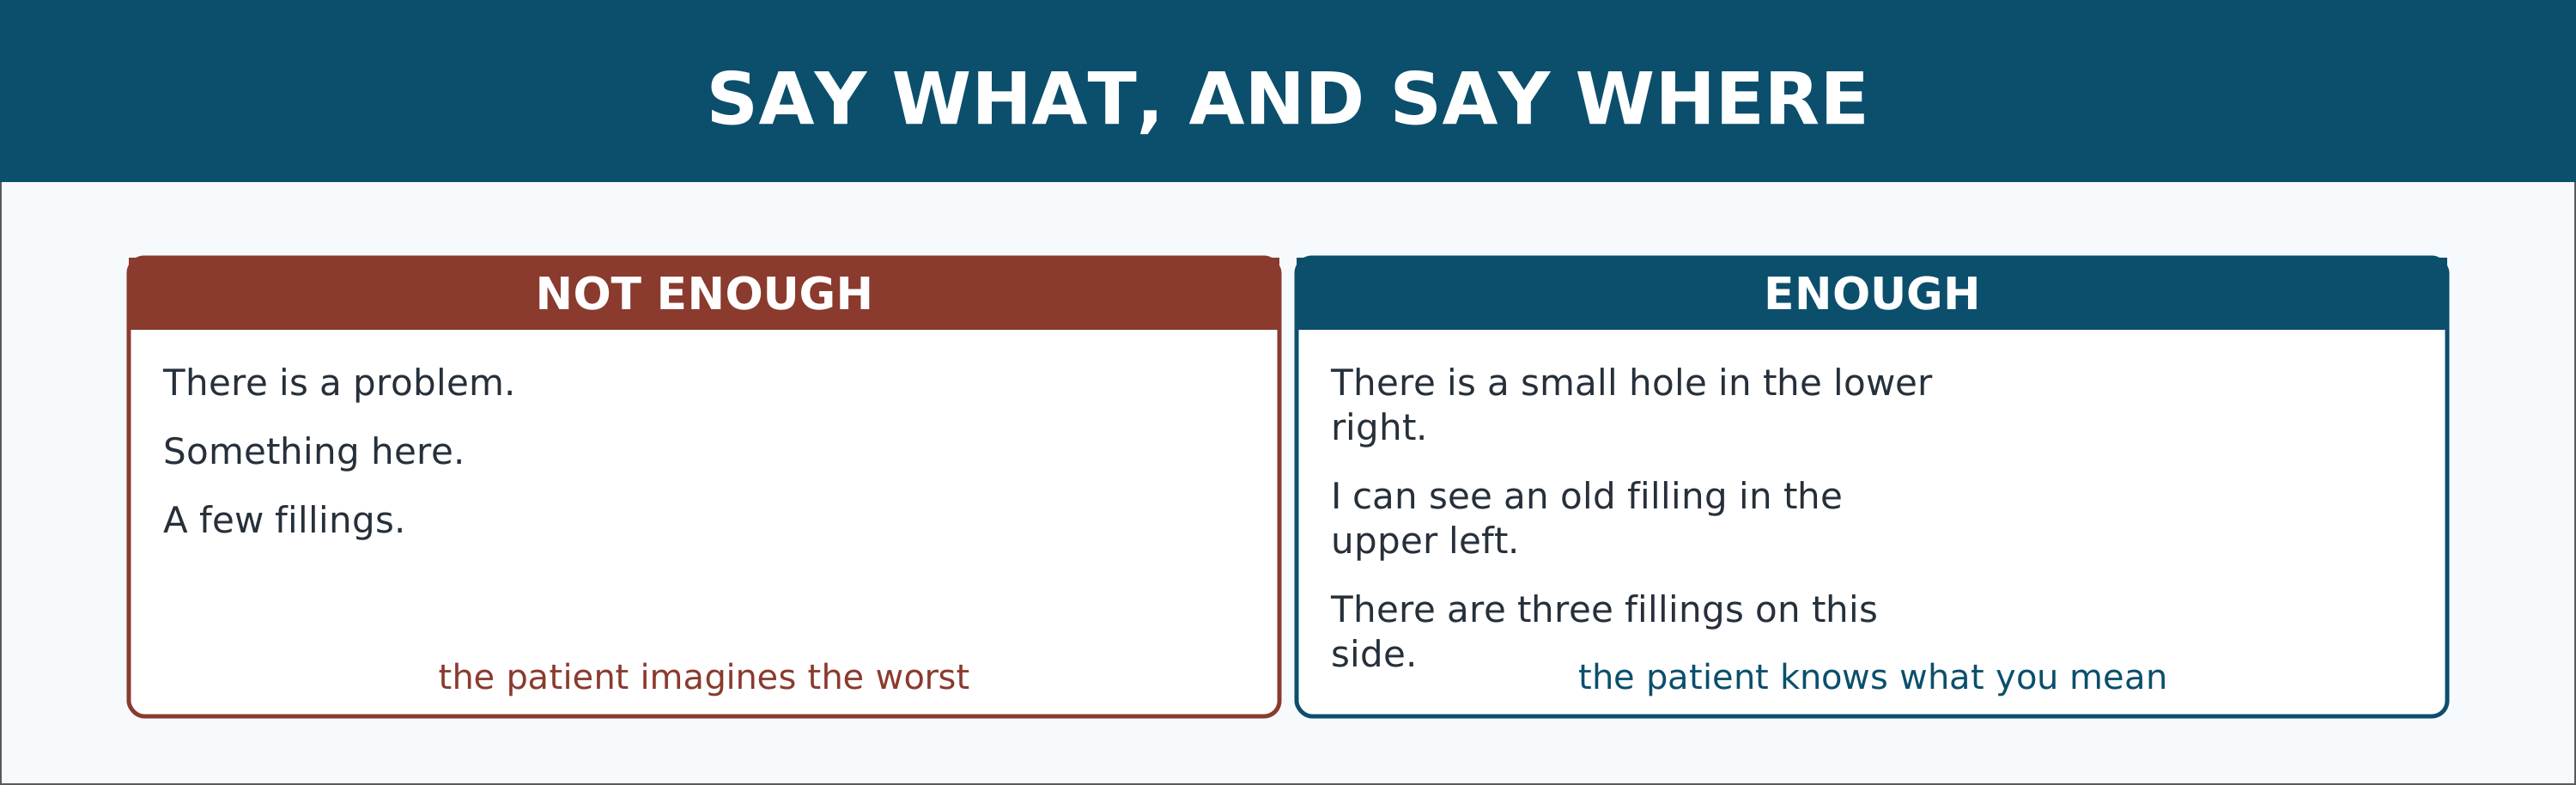 SAY WHAT, AND SAY WHERE
NOT ENOUGH
There is a problem.
Something here.
A few fillings.
the patient imagines the worst
ENOUGH
There is a small hole in the lower
right.
I can see an old filling in the
upper left.
There are three fillings on this
side.
the patient knows what you mean